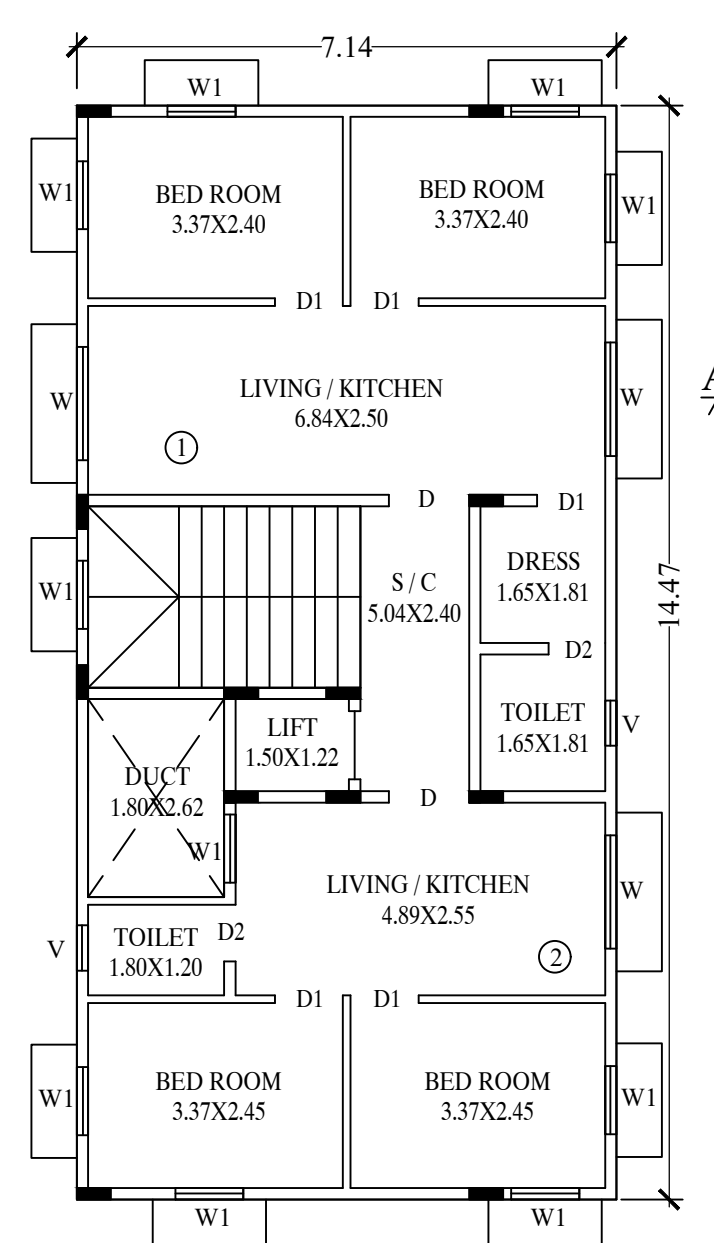 7.14
W1
W1
W1
BED ROOM
3.37X2.40
BED ROOM
3.37X2.40
W1
D1
D1
W
LIVING / KITCHEN
6.84X2.50
W
A
1
D
D1
W1
S / C
5.04X2.40
DRESS
1.65X1.81
14.47
D2
LIFT
1.50X1.22
TOILET
1.65X1.81
V
DUCT
1.80X2.62
D
W1
LIVING / KITCHEN
4.89X2.55
W
V
TOILET
1.80X1.20
D2
2
D1
D1
W1
BED ROOM
3.37X2.45
BED ROOM
3.37X2.45
W1
W1
W1